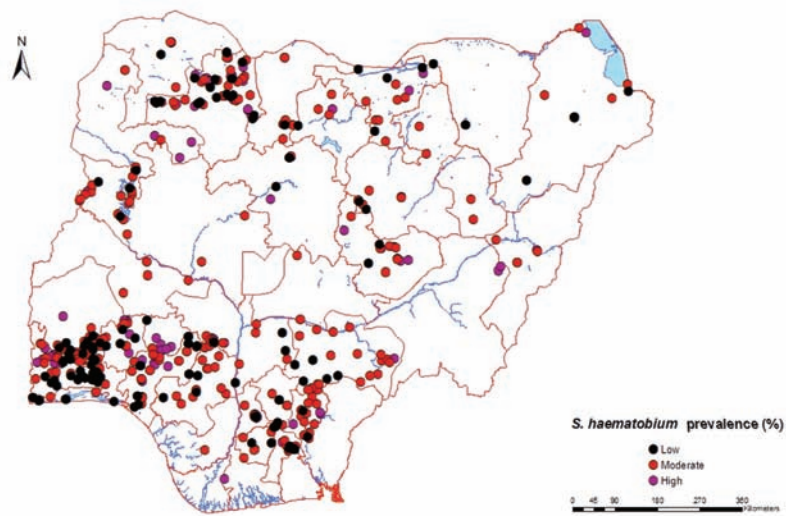 N
S. haematobium prevalence (%)
Low
Moderate
High
0 45 90 180 270 360
Kilometers